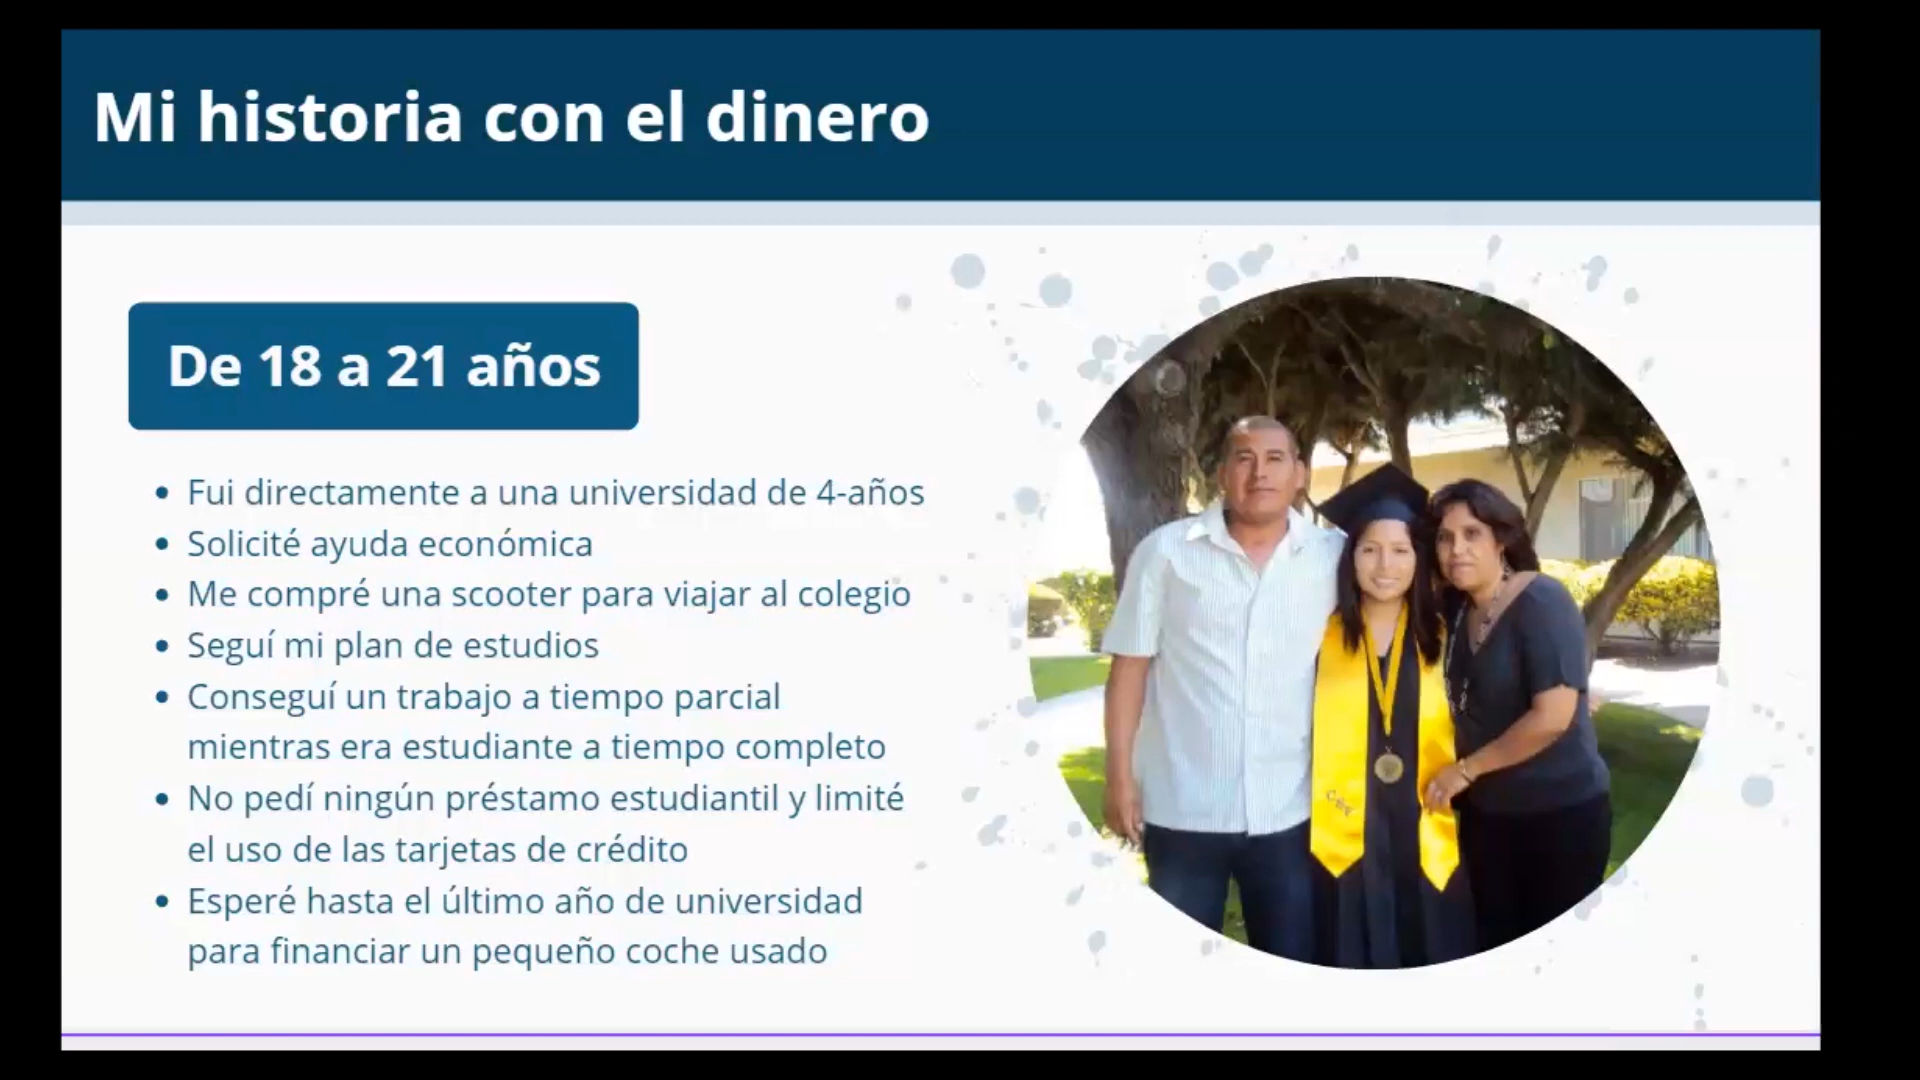 Mi historia con el dinero
De 18 a 21 años
• Fui directamente a una universidad de 4-años
• Solicité ayuda económica
• Me compré una scooter para viajar al colegio
• Seguí mi plan de estudios
• Conseguí un trabajo a tiempo parcial
mientras era estudiante a tiempo completo
• No pedí ningún préstamo estudiantil y limité
el uso de las tarjetas de crédito
• Esperé hasta el último año de universidad
para financiar un pequeño coche usado